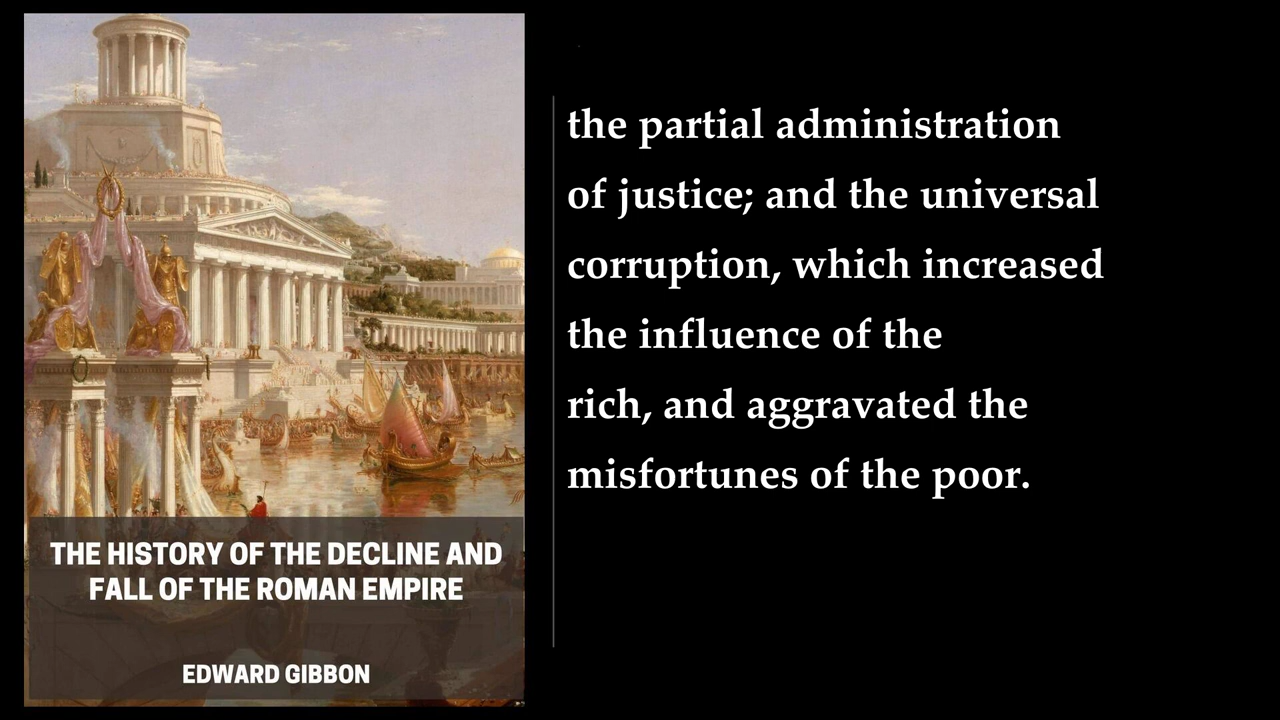 the partial administration
of justice; and the universal
corruption, which increased
the influence of the
rich, and aggravated the
misfortunes of the poor.
THE HISTORY OF THE DECLINE AND
FALL OF THE ROMAN EMPIRE
EDWARD GIBBON